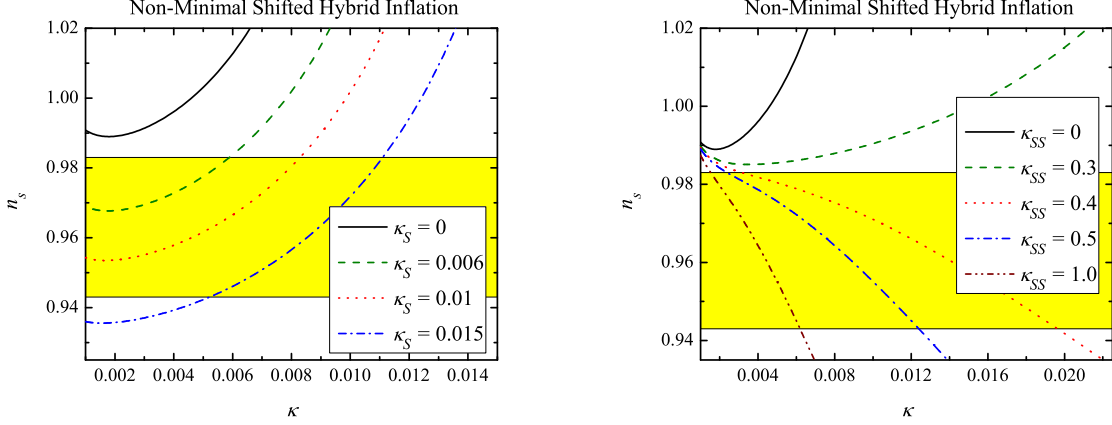 Non-Minimal Shifted Hybrid Inflation
1.02
1.00
0.98
0.96
0.94
n_s
κ_S = 0
κ_S = 0.006
κ_S = 0.01
κ_S = 0.015
0.002 0.004 0.006 0.008 0.010 0.012 0.014
κ
Non-Minimal Shifted Hybrid Inflation
1.02
1.00
0.98
0.96
0.94
n_s
κ_SS = 0
κ_SS = 0.3
κ_SS = 0.4
κ_SS = 0.5
κ_SS = 1.0
0.004 0.008 0.012 0.016 0.020
κ